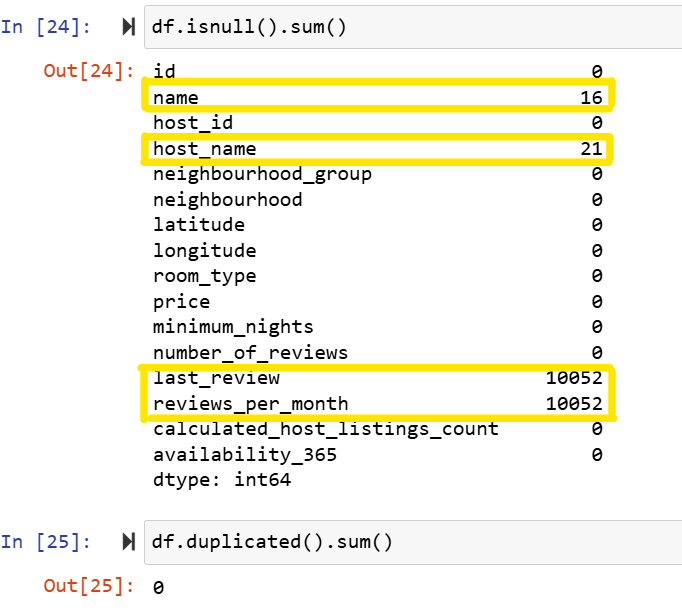 In [24]: df.isnull().sum()
Out[24]: id 0
name 16
host_id 0
host_name 21
neighbourhood_group 0
neighbourhood 0
latitude 0
longitude 0
room_type 0
price 0
minimum_nights 0
number_of_reviews 0
last_review 10052
reviews_per_month 10052
calculated_host_listings_count 0
availability_365 0
dtype: int64
In [25]: df.duplicated().sum()
Out[25]: 0